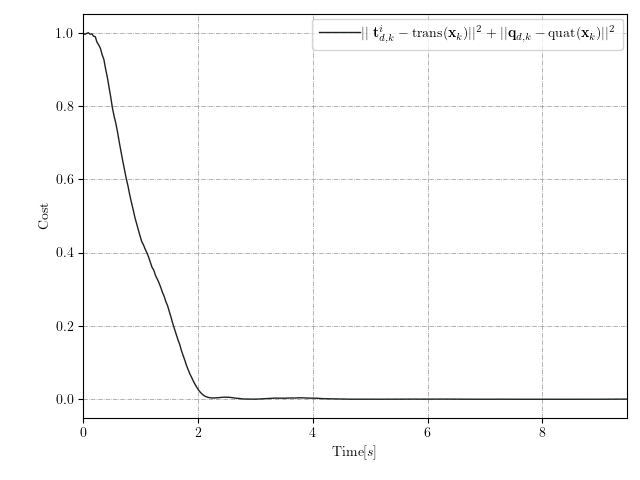 || t^i_{d,k} − trans(x_k)||^2 + ||q_{d,k} − quat(x_k)||^2
1.0
0.8
0.6
0.4
0.2
0.0
Cost
0 2 4 6 8
Time[s]